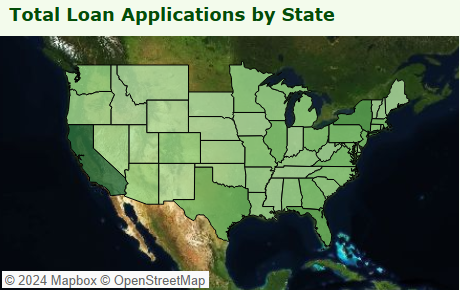 Total Loan Applications by State
© 2024 Mapbox © OpenStreetMap